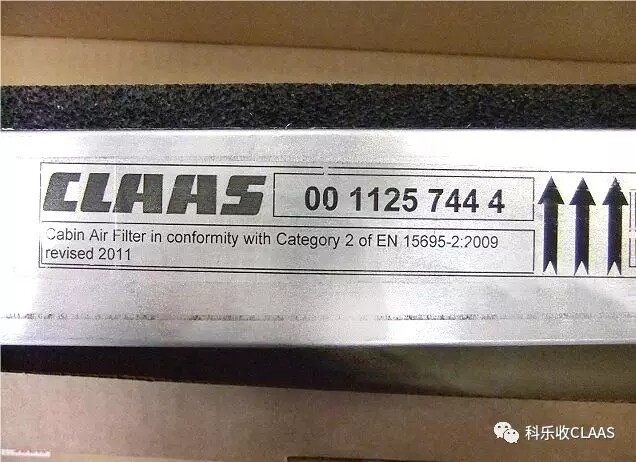 CLAAS
00 1125 744 4
Cabin Air Filter in conformity with Category 2 of EN 15695-2:2009
revised 2011
科乐收CLAAS